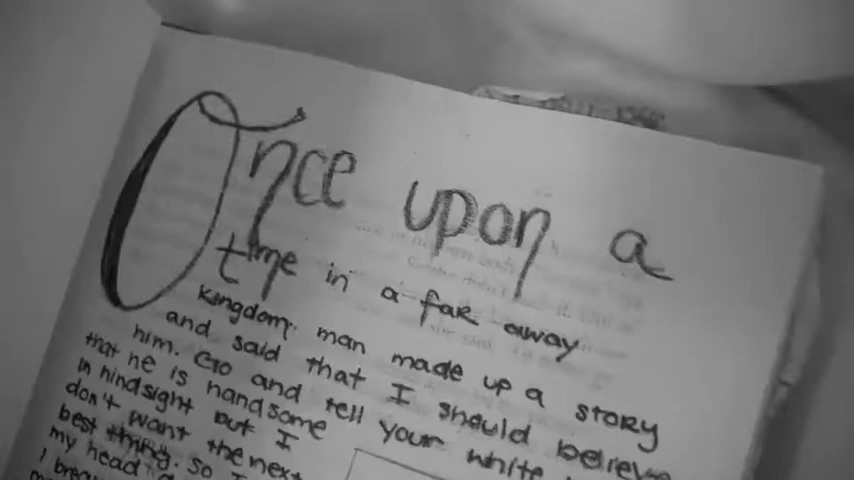 Once upon a
time in a far away
kingdom. man made up a story
and said that I should believe
him. Go and tell your white
that he is handsome
in hindsight but I
don't want the next
best thing. So I
my head
I brea